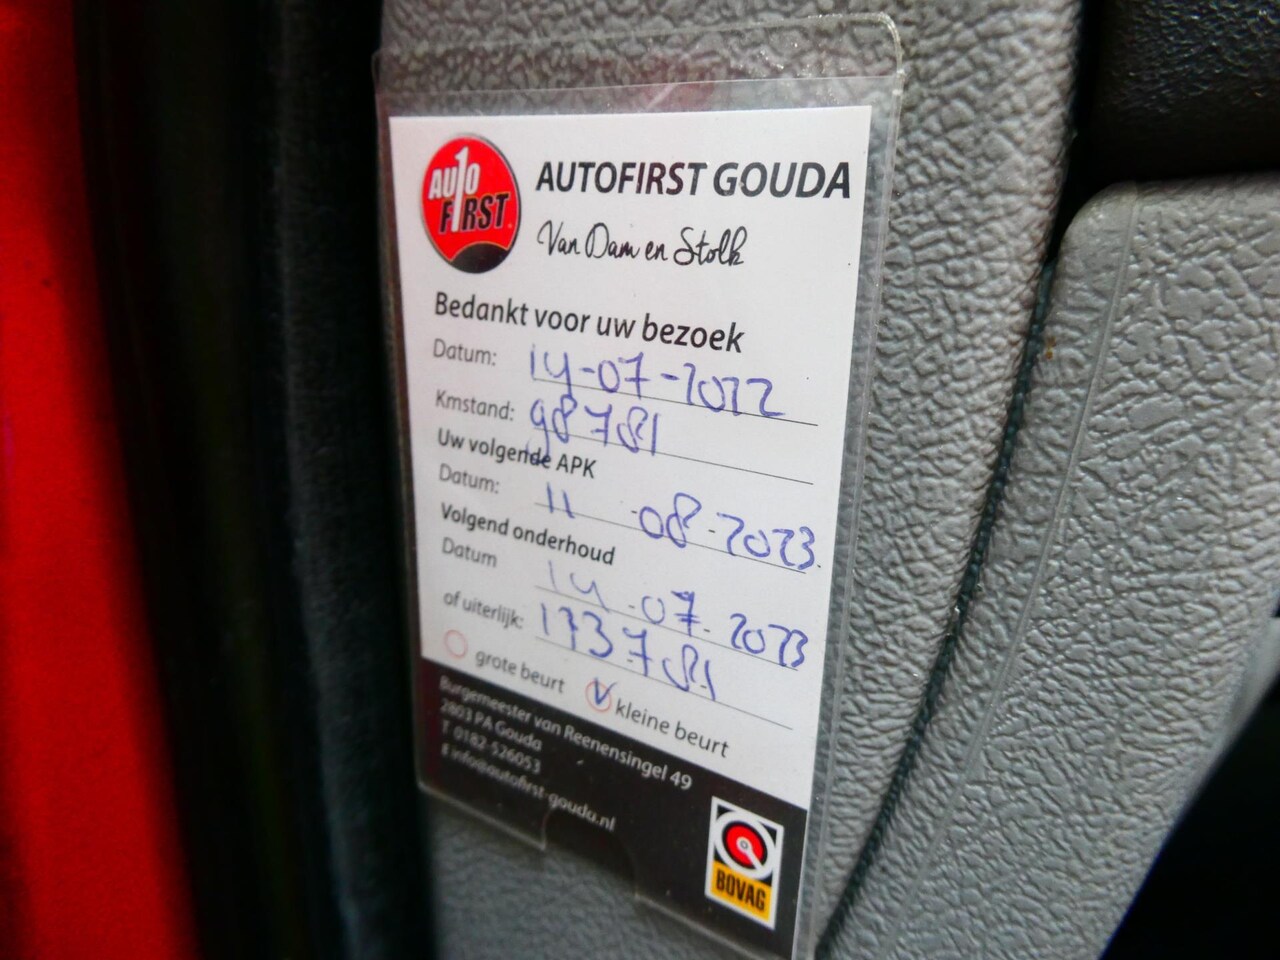 AUTO
1
FIRST
AUTOFIRST GOUDA
Van Dam en Stolk
Bedankt voor uw bezoek
Datum: 14-07-2022
Kmstand: 98781
Uw volgende APK
Datum: 11-08-2023
Volgend onderhoud
Datum 14-07-2023
of uiterlijk: 173781
grote beurt kleine beurt
Burgemeester van Reenensingel 49
2803 PA Gouda
T 0182-526053
E info@autofirst-gouda.nl
BOVAG